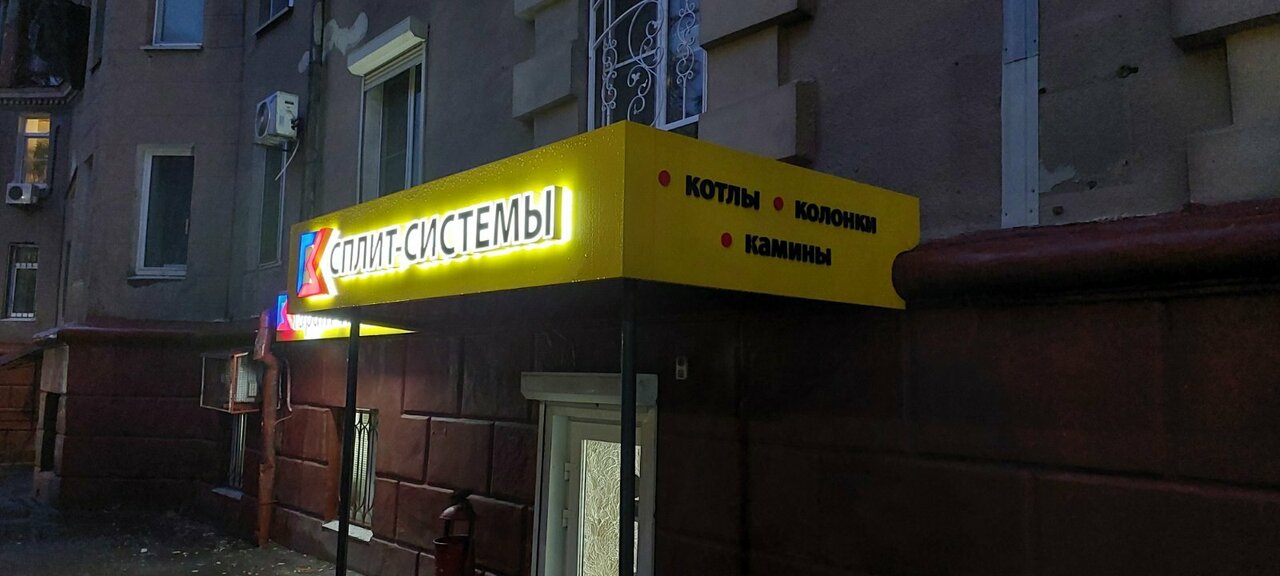 СПЛИТ-СИСТЕМЫ
• котлы • колонки
• камины